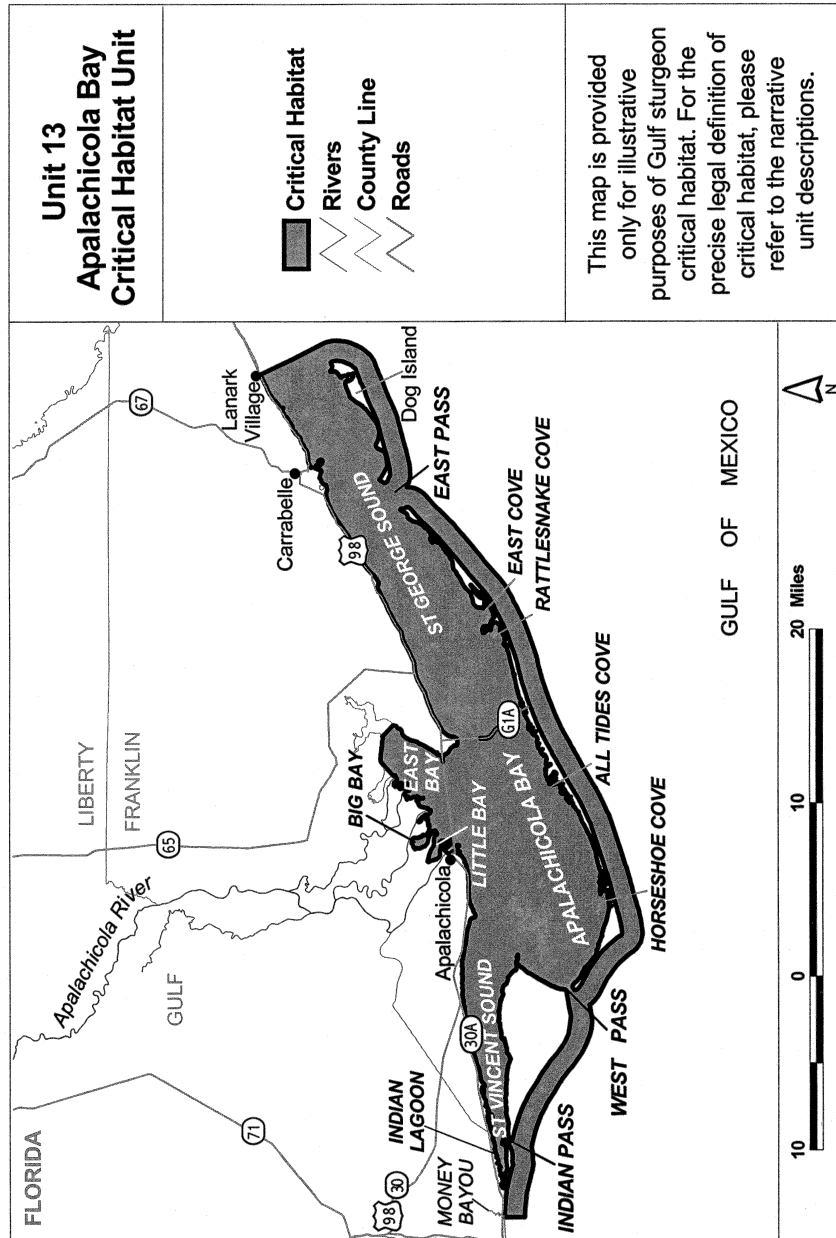 Unit 13
Apalachicola Bay
Critical Habitat Unit
Critical Habitat
Rivers
County Line
Roads
This map is provided
only for illustrative
purposes of Gulf sturgeon
critical habitat. For the
precise legal definition of
critical habitat, please
refer to the narrative
unit descriptions.
FLORIDA
71
Apalachicola River
GULF
LIBERTY
FRANKLIN
65
67
98
30
MONEY
BAYOU
INDIAN
LAGOON
30A
Apalachicola
BIG BAY
EAST
BAY
LITTLE BAY
98
Carrabelle
Lanark
Village
ST VINCENT SOUND
APALACHICOLA BAY
G1A
ST GEORGE SOUND
Dog Island
INDIAN PASS
WEST PASS
HORSESHOE COVE
ALL TIDES COVE
RATTLESNAKE COVE
EAST COVE
EAST PASS
GULF OF MEXICO
10
0
10
20 Miles
N